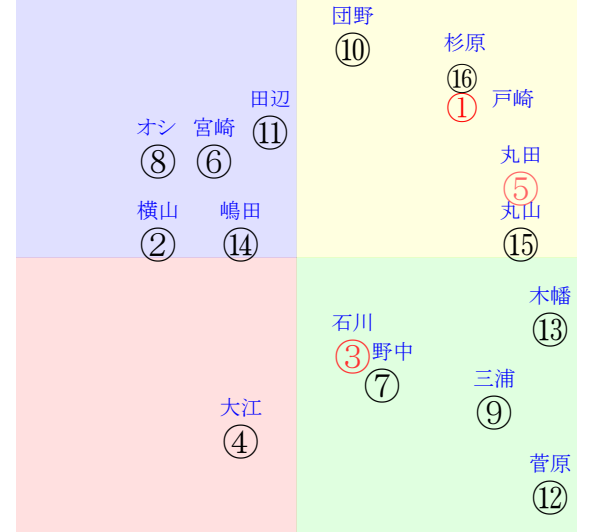 団野
⑩
杉原
⑯
① 戸崎
田辺
⑪
オシ 宮崎
⑧ ⑥
丸田
⑤
横山 嶋田 丸山
② ⑭ ⑮
木幡
⑬
石川
③ 野中
⑦
三浦
⑨
大江
④
菅原
⑫